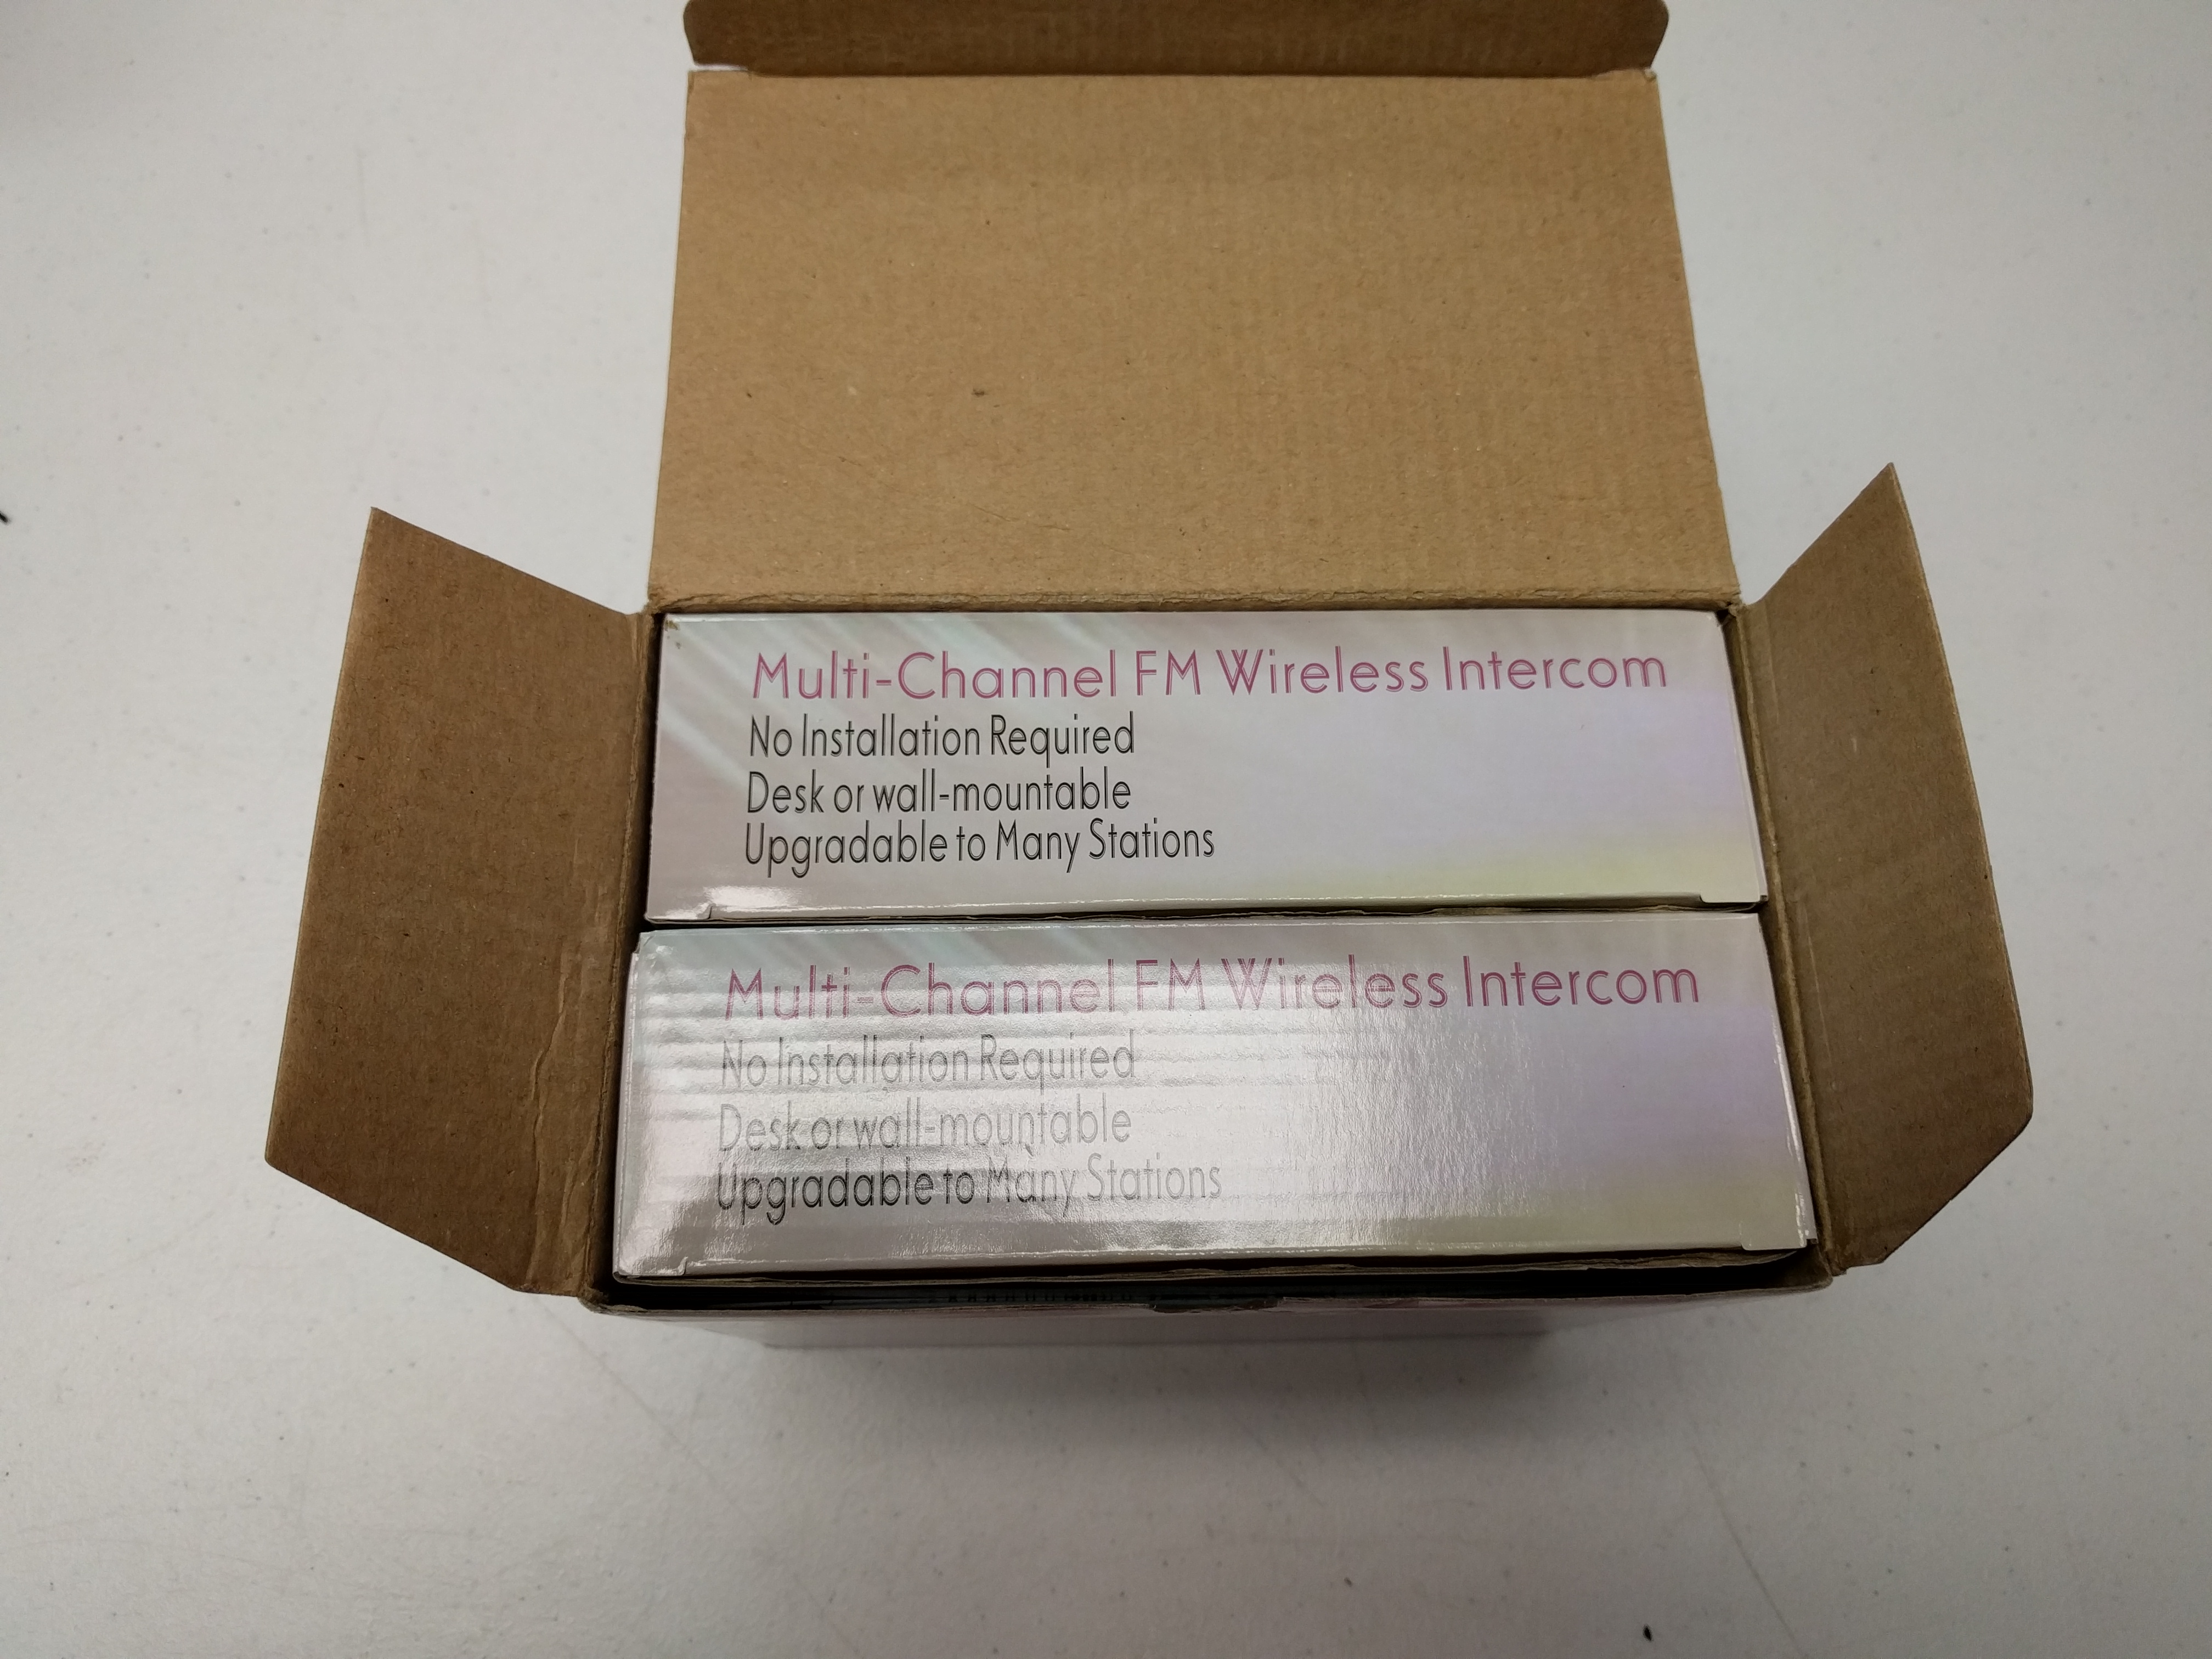 Multi-Channel FM Wireless Intercom
No Installation Required
Desk or wall-mountable
Upgradable to Many Stations
Multi-Channel FM Wireless Intercom
No Installation Required
Desk or wall-mountable
Upgradable to Many Stations